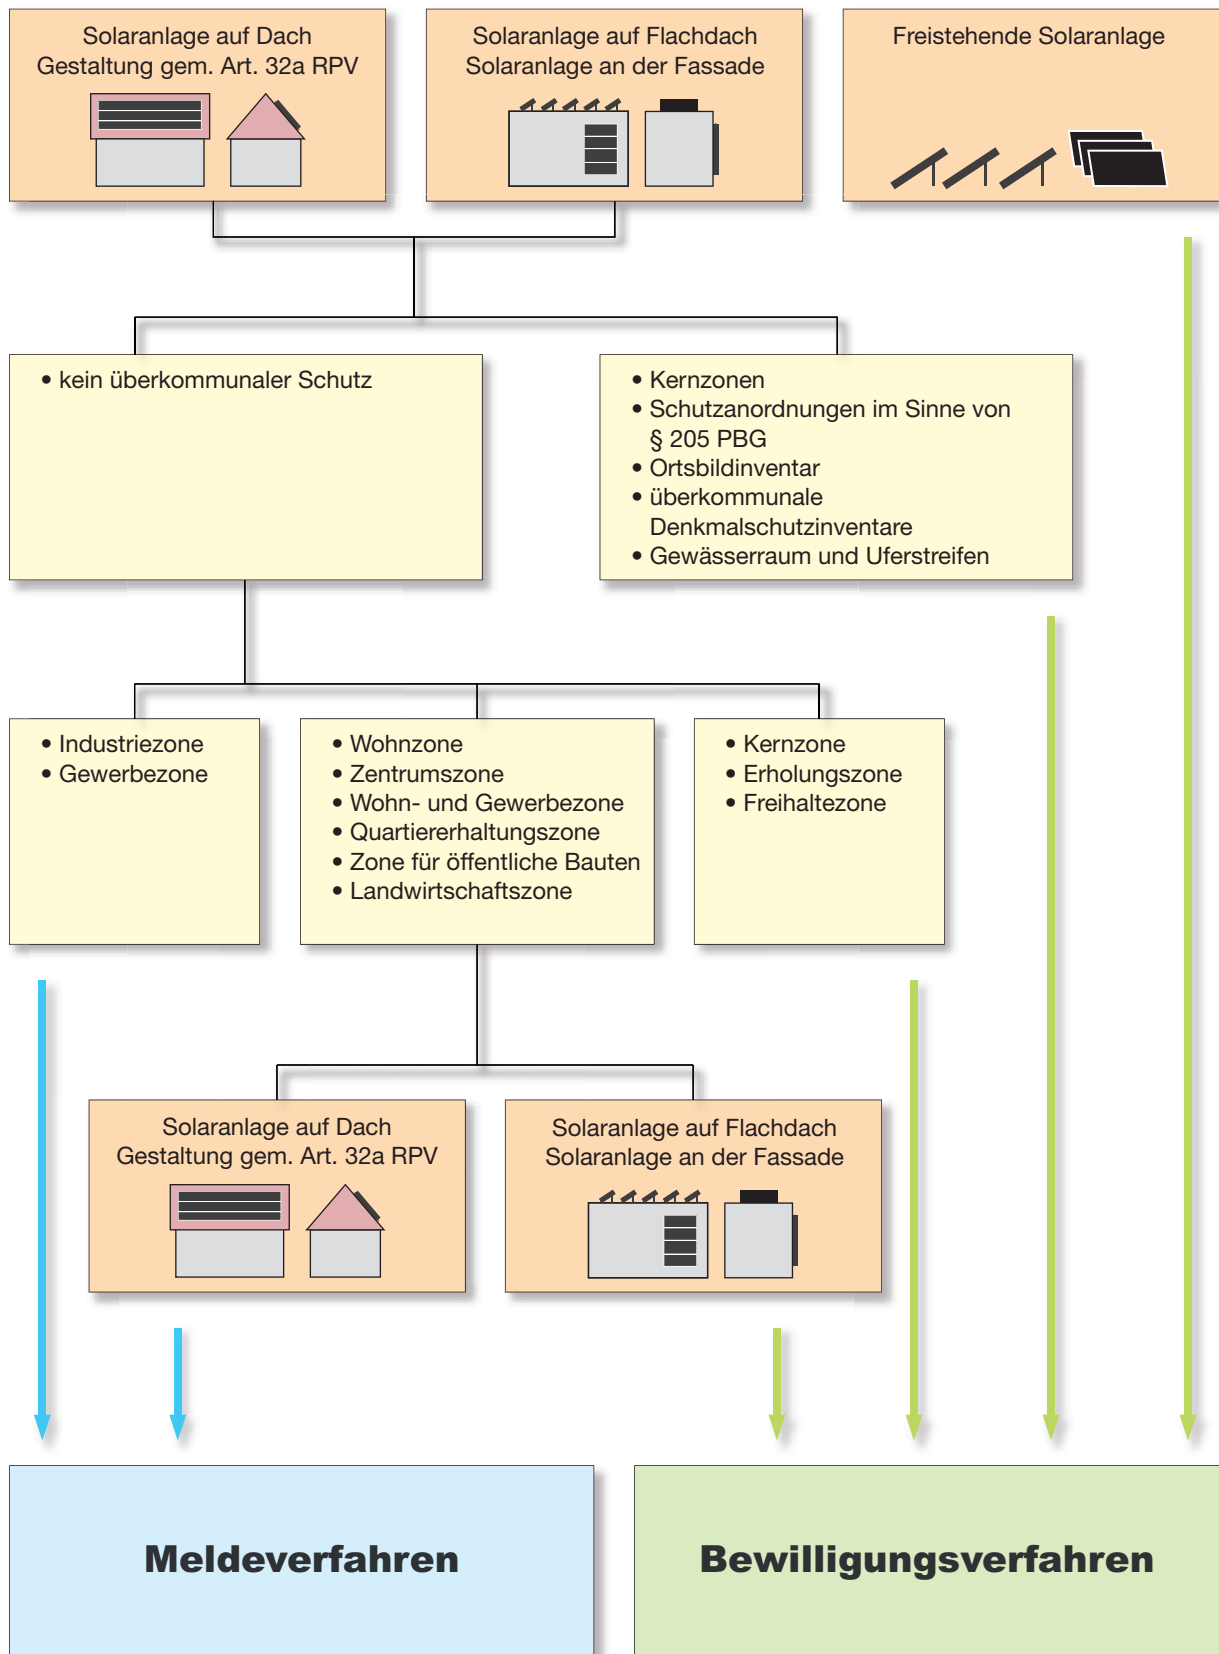 Solaranlage auf Dach
Gestaltung gem. Art. 32a RPV
Solaranlage auf Flachdach
Solaranlage an der Fassade
Freistehende Solaranlage
• kein überkommunaler Schutz
• Kernzonen
• Schutzanordnungen im Sinne von
§ 205 PBG
• Ortsbildinventar
• überkommunale
Denkmalschutzinventare
• Gewässerraum und Uferstreifen
• Industriezone
• Gewerbezone
• Wohnzone
• Zentrumszone
• Wohn- und Gewerbezone
• Quartiererhaltungszone
• Zone für öffentliche Bauten
• Landwirtschaftszone
• Kernzone
• Erholungszone
• Freihaltezone
Solaranlage auf Dach
Gestaltung gem. Art. 32a RPV
Solaranlage auf Flachdach
Solaranlage an der Fassade
Meldeverfahren
Bewilligungsverfahren